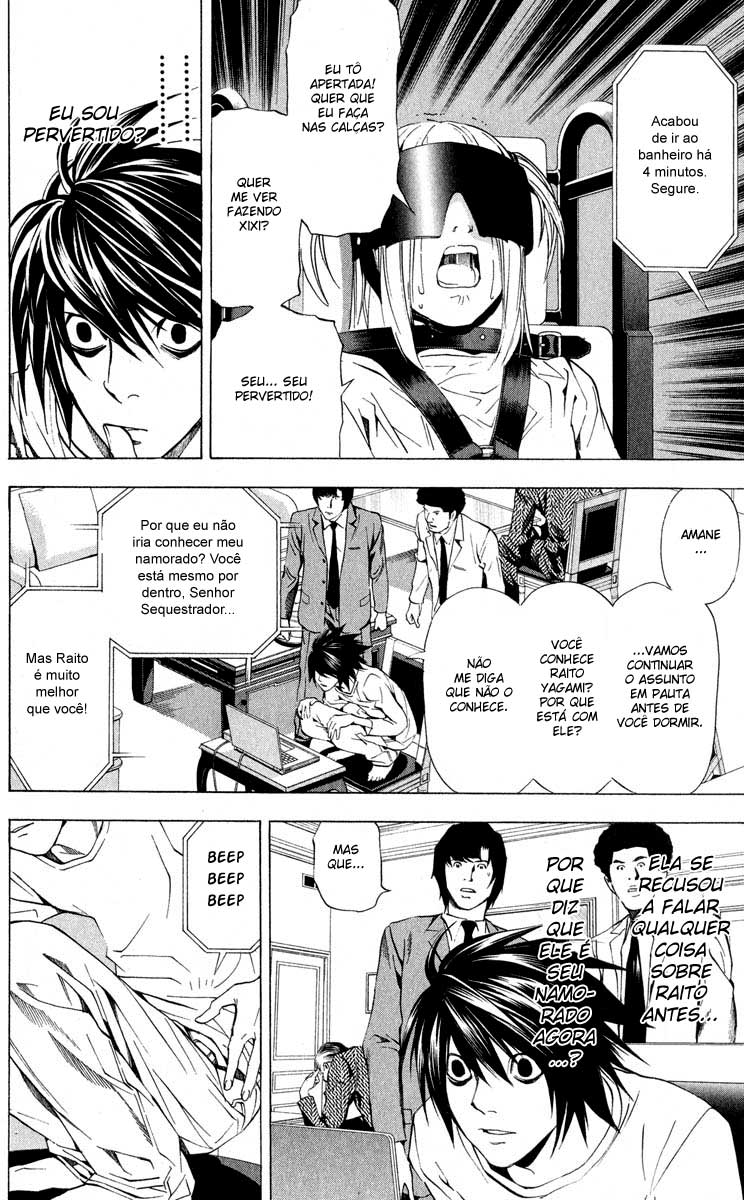 Acabou
de ir ao
banheiro há
4 minutos.
Segure.
EU TÔ
APERTADA!
QUER QUE
EU FAÇA
NAS CALÇAS?
QUER
ME VER
FAZENDO
XIXI?
SEU... SEU
PERVERTIDO!
EU SOU
PERVERTIDO?
AMANE
...
...VAMOS
CONTINUAR
O ASSUNTO
EM PAUTA
ANTES DE
VOCÊ DORMIR.
VOCÊ
CONHECE
RAITO
YAGAMI?
POR QUE
ESTÁ COM
ELE?
NÃO
ME DIGA
QUE NÃO O
CONHECE.
Por que eu não
iria conhecer meu
namorado? Você
está mesmo por
dentro, Senhor
Sequestrador...
Mas Raito
é muito
melhor
que você!
MAS
QUE...
ELA SE
RECUSOU
A FALAR
QUALQUER
COISA
SOBRE
RAITO
ANTES...
POR
QUE
DIZ
QUE
ELE É
SEU
NAMO-
RADO
AGORA
...?
BEEP
BEEP
BEEP